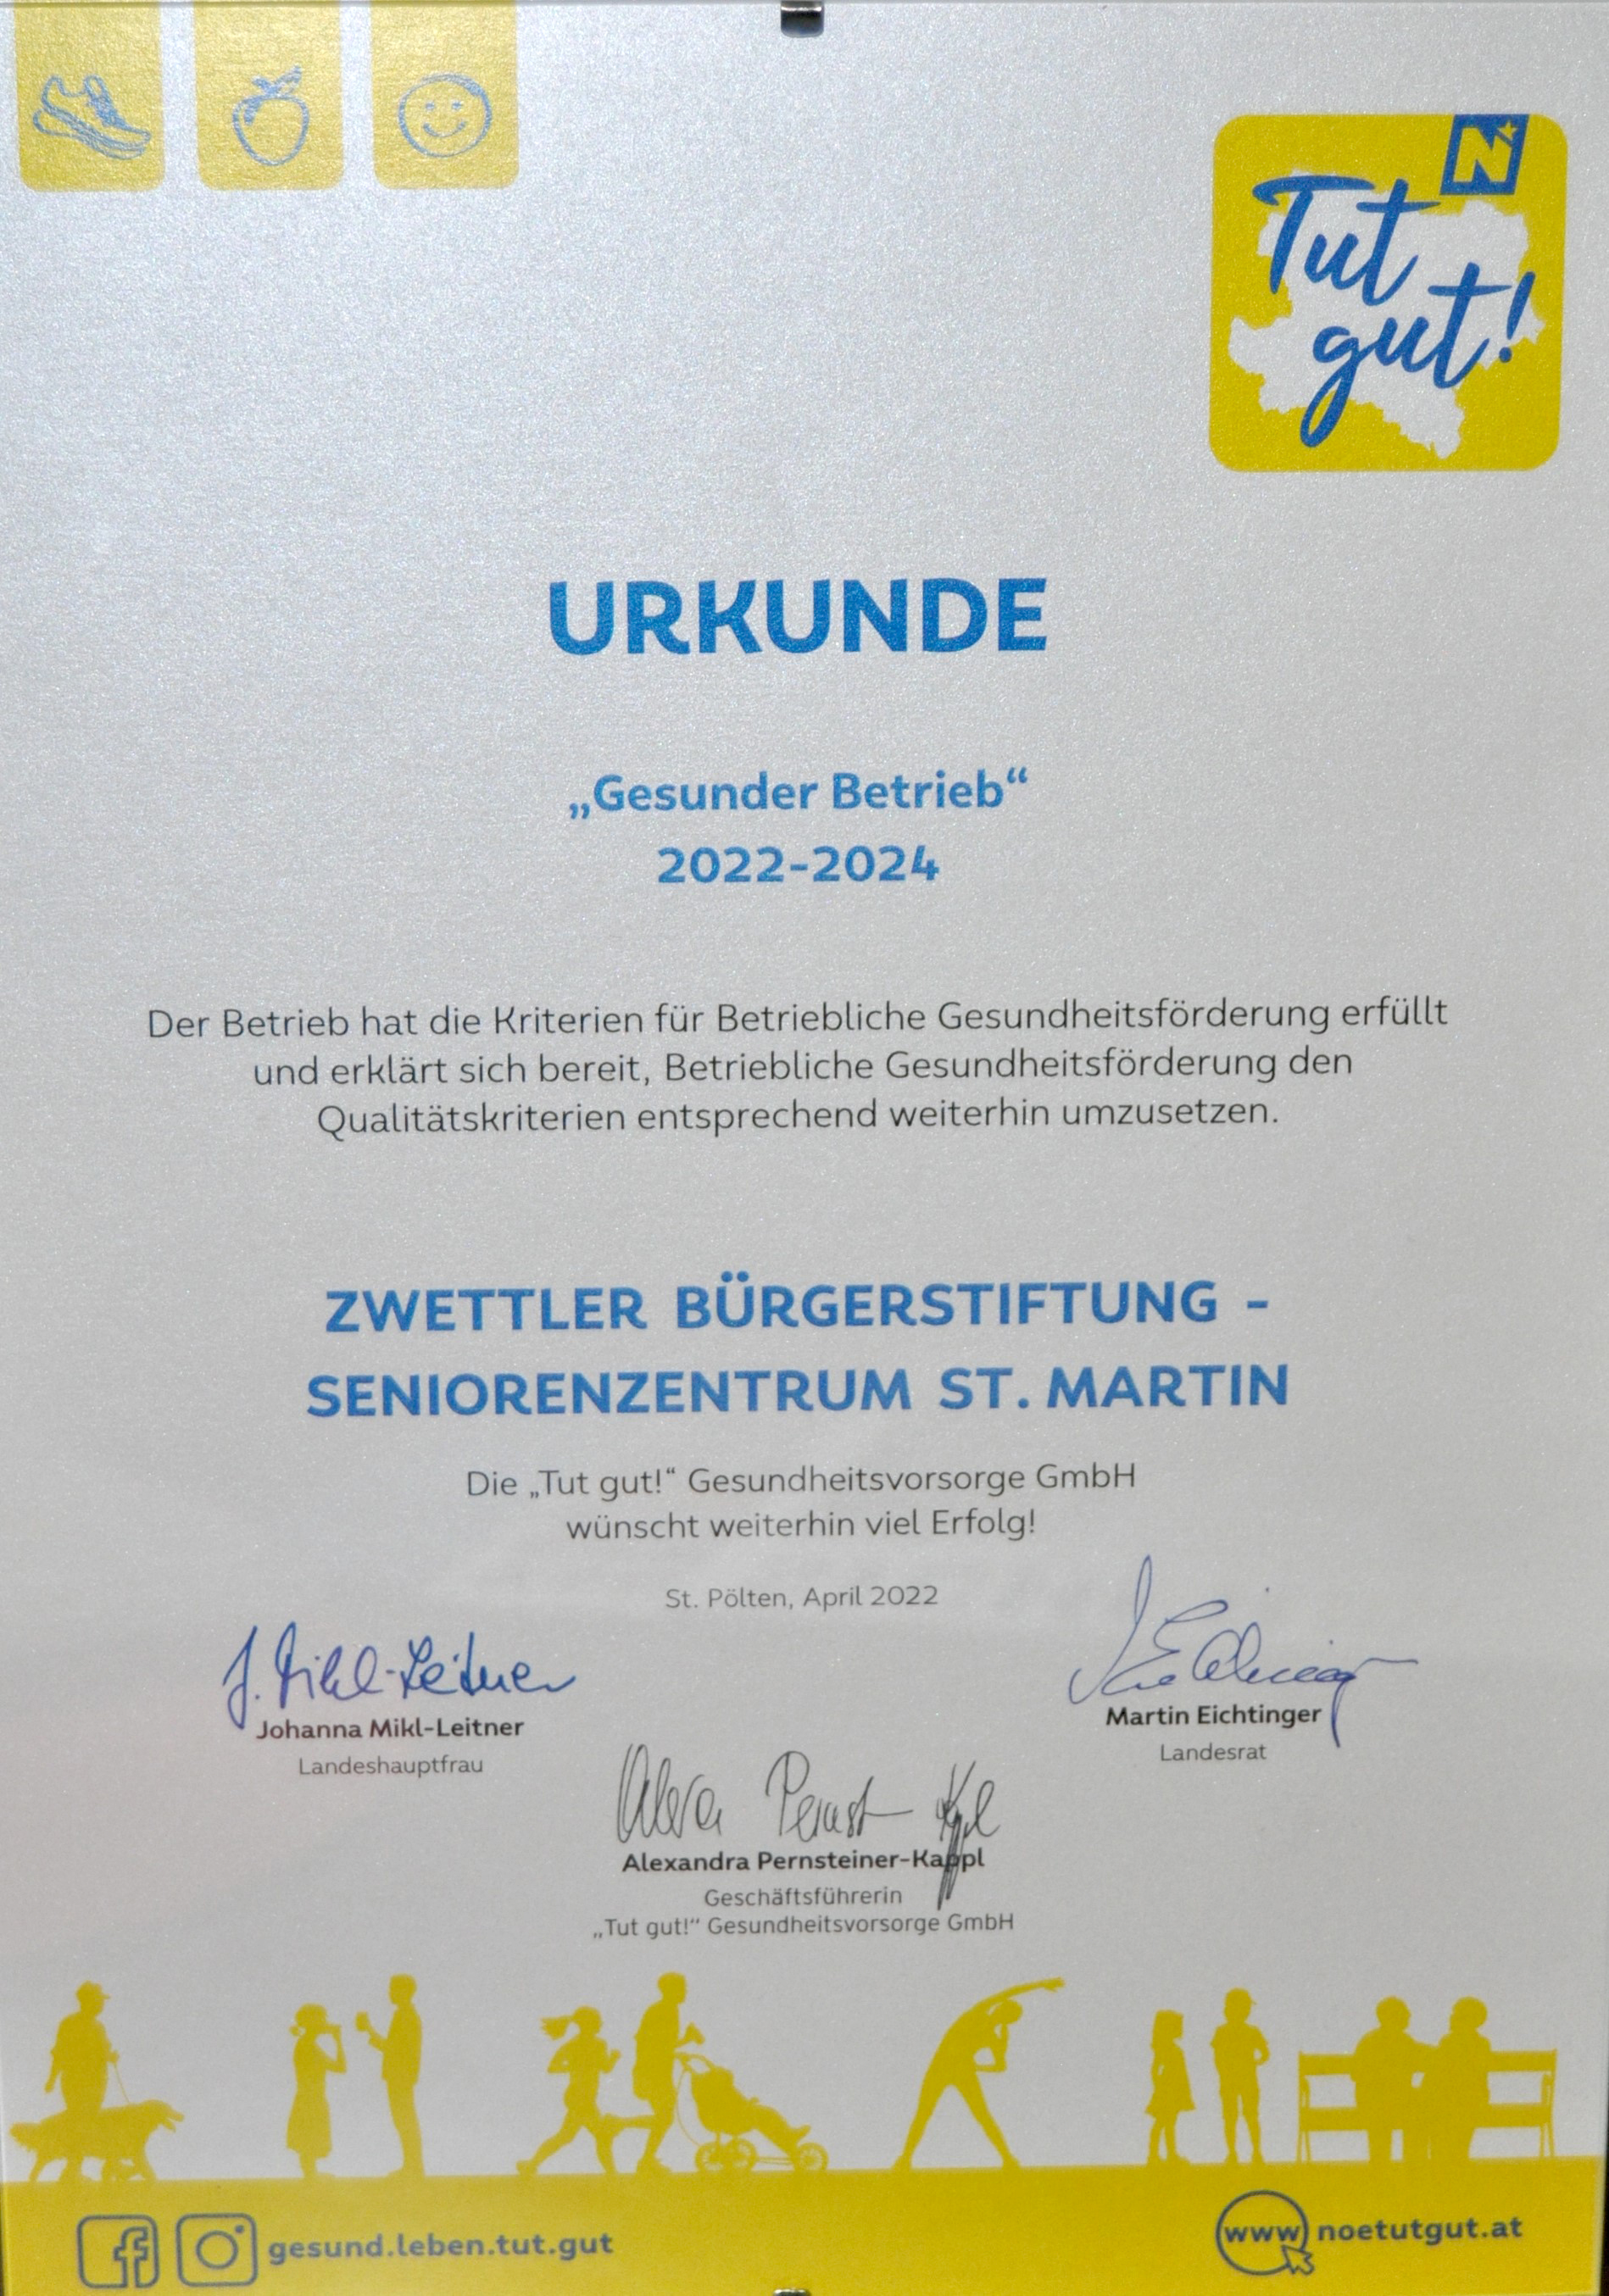 N
Tut
gut!
URKUNDE
„Gesunder Betrieb“
2022-2024
Der Betrieb hat die Kriterien für Betriebliche Gesundheitsförderung erfüllt
und erklärt sich bereit, Betriebliche Gesundheitsförderung den
Qualitätskriterien entsprechend weiterhin umzusetzen.
ZWETTLER BÜRGERSTIFTUNG -
SENIORENZENTRUM ST. MARTIN
Die „Tut gut!“ Gesundheitsvorsorge GmbH
wünscht weiterhin viel Erfolg!
St. Pölten, April 2022
J. Mikl-Leitner
Johanna Mikl-Leitner
Landeshauptfrau
Martin Eichtinger
Landesrat
Alexandra Pernsteiner-Kappl
Geschäftsführerin
„Tut gut!“ Gesundheitsvorsorge GmbH
gesund.leben.tut.gut
www noetutgut.at